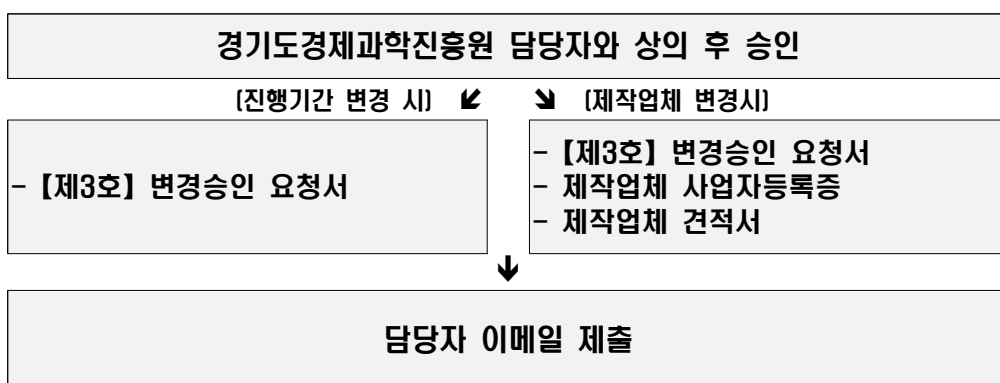 경기도경제과학진흥원 담당자와 상의 후 승인
(진행기간 변경 시) 🡿 🡾 (제작업체 변경시)
-【제3호】변경승인 요청서
-【제3호】변경승인 요청서
- 제작업체 사업자등록증
- 제작업체 견적서
🡻
담당자 이메일 제출